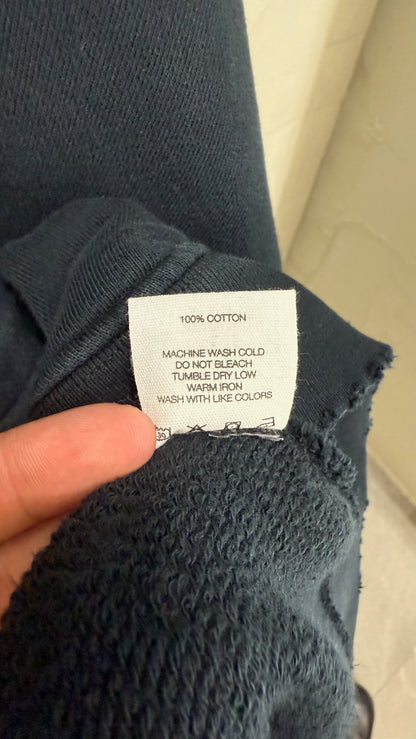 100% COTTON
MACHINE WASH COLD
DO NOT BLEACH
TUMBLE DRY LOW
WARM IRON
WASH WITH LIKE COLORS